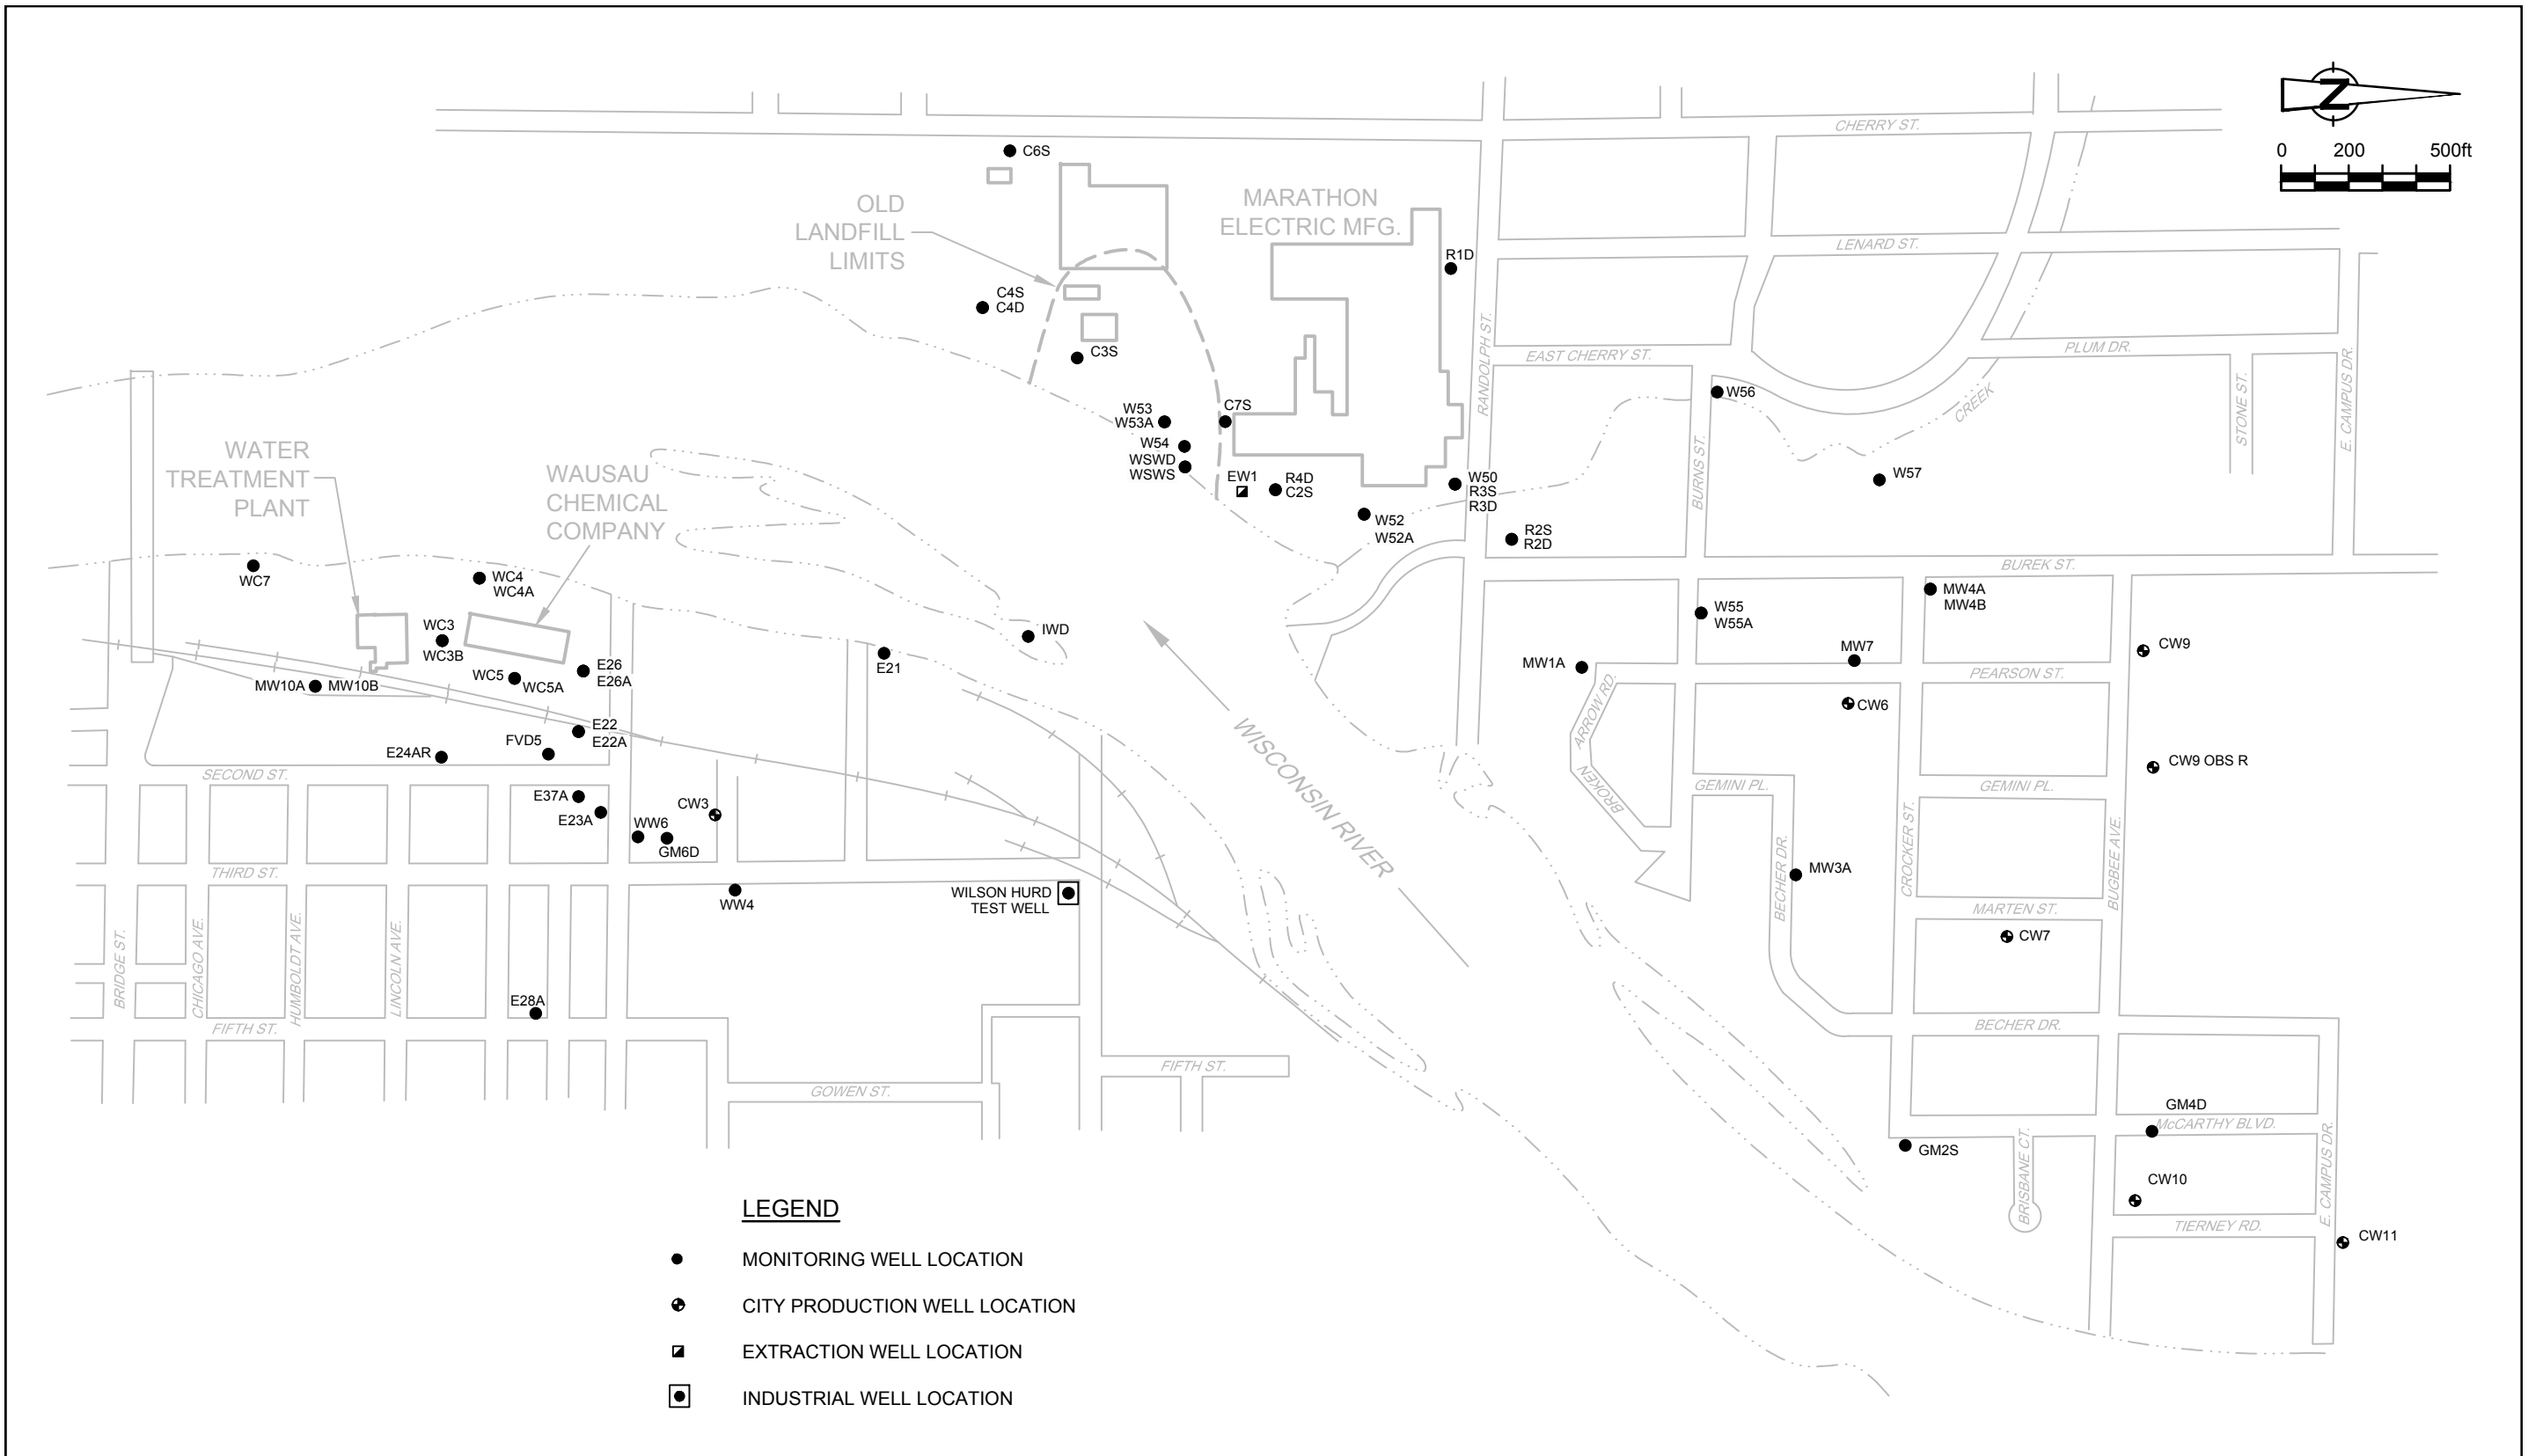 N
0 200 500ft
CHERRY ST.
C6S
OLD
LANDFILL
LIMITS
MARATHON
ELECTRIC MFG.
LENARD ST.
R1D
C4S
C4D
C3S
RANDOLPH ST.
EAST CHERRY ST.
PLUM DR.
E. CAMPUS DR.
STONE ST.
CREEK
W56
W53
W53A
C7S
W54
WSWD
WSWS
EW1
R4D
C2S
W50
R3S
R3D
BURNS ST.
W57
WATER
TREATMENT
PLANT
WAUSAU
CHEMICAL
COMPANY
W52
W52A
R2S
R2D
BUREK ST.
WC7
WC4
WC4A
MW4A
MW4B
W55
W55A
WC3
WC3B
IWD
E21
MW1A
MW7
CW9
PEARSON ST.
E26
E26A
WC5
WC5A
MW10A
MW10B
CW6
ARROW RD.
BROKEN
E22
E22A
FVD5
E24AR
WISCONSIN RIVER
CW9 OBS R
SECOND ST.
GEMINI PL.
GEMINI PL.
E37A
E23A
CW3
WW6
GM6D
CROCKER ST.
BUGBEE AVE.
BECHER DR.
MW3A
THIRD ST.
WW4
WILSON HURD
TEST WELL
MARTEN ST.
CW7
BRIDGE ST.
CHICAGO AVE.
HUMBOLDT AVE.
LINCOLN AVE.
E28A
FIFTH ST.
BECHER DR.
FIFTH ST.
GOWEN ST.
GM4D
McCARTHY BLVD.
GM2S
BRISBANE CT.
E. CAMPUS DR.
CW10
TIERNEY RD.
CW11
LEGEND
MONITORING WELL LOCATION
CITY PRODUCTION WELL LOCATION
EXTRACTION WELL LOCATION
INDUSTRIAL WELL LOCATION